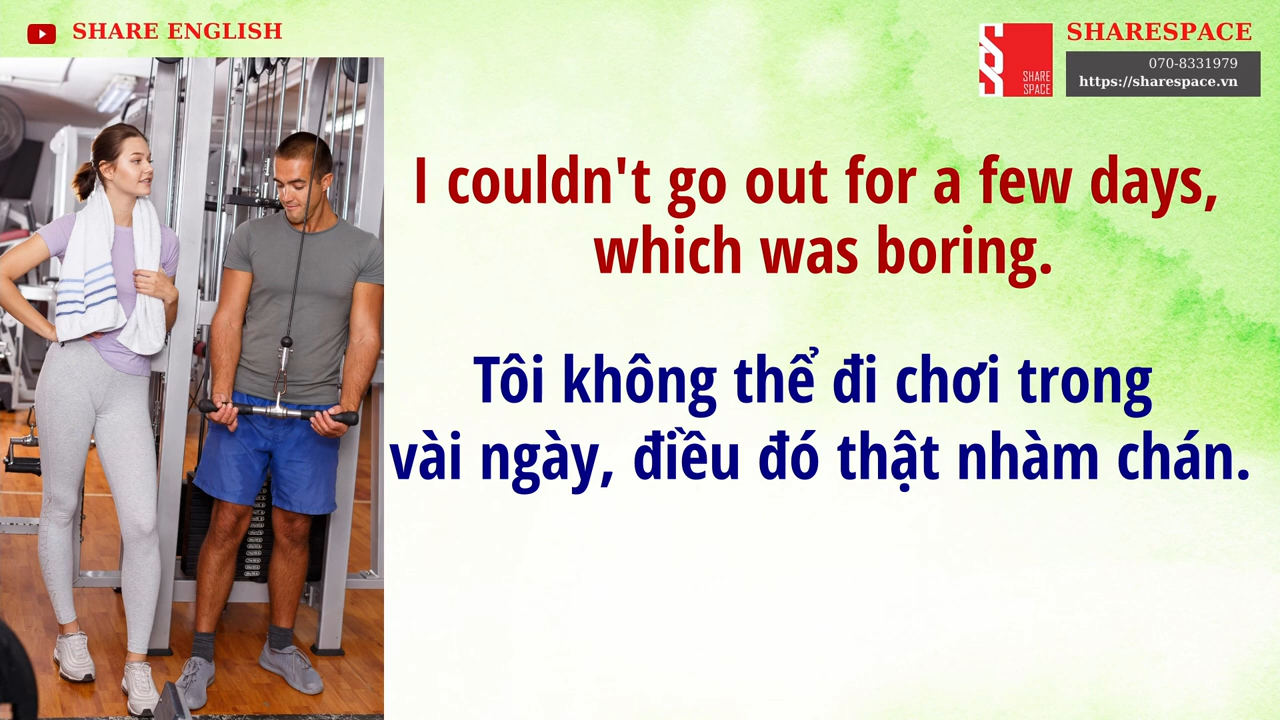 SHARE ENGLISH
SHARESPACE
070-8331979
https://sharespace.vn
SHARE
SPACE
I couldn't go out for a few days,
which was boring.
Tôi không thể đi chơi trong
vài ngày, điều đó thật nhàm chán.